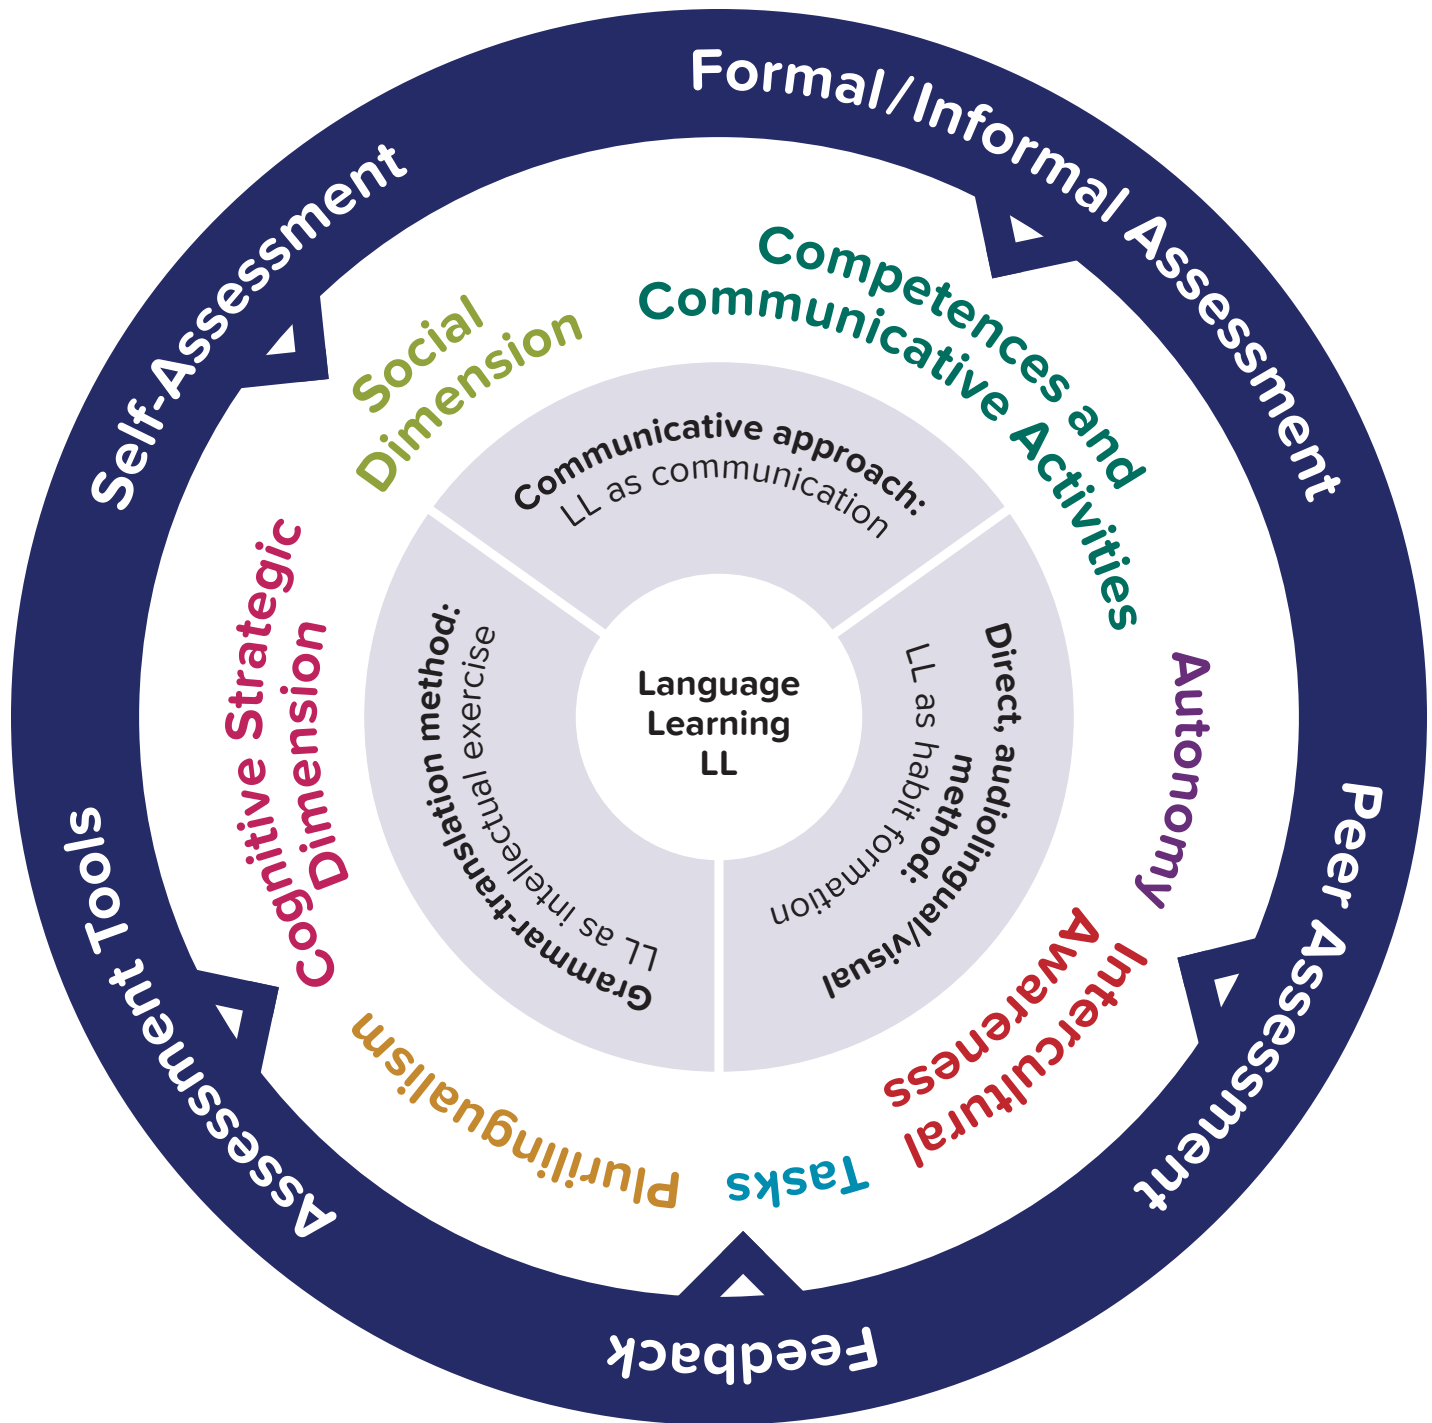 Formal/Informal Assessment
Peer Assessment
Feedback
Assessment Tools
Self-Assessment
Competences and
Communicative Activities
Autonomy
Intercultural
Awareness
Tasks
Plurilingualism
Cognitive Strategic
Dimension
Social
Dimension
Communicative approach:
LL as communication
Direct, audiolingual/visual
method:
LL as habit formation
Grammar-translation method:
LL as intellectual exercise
Language
Learning
LL